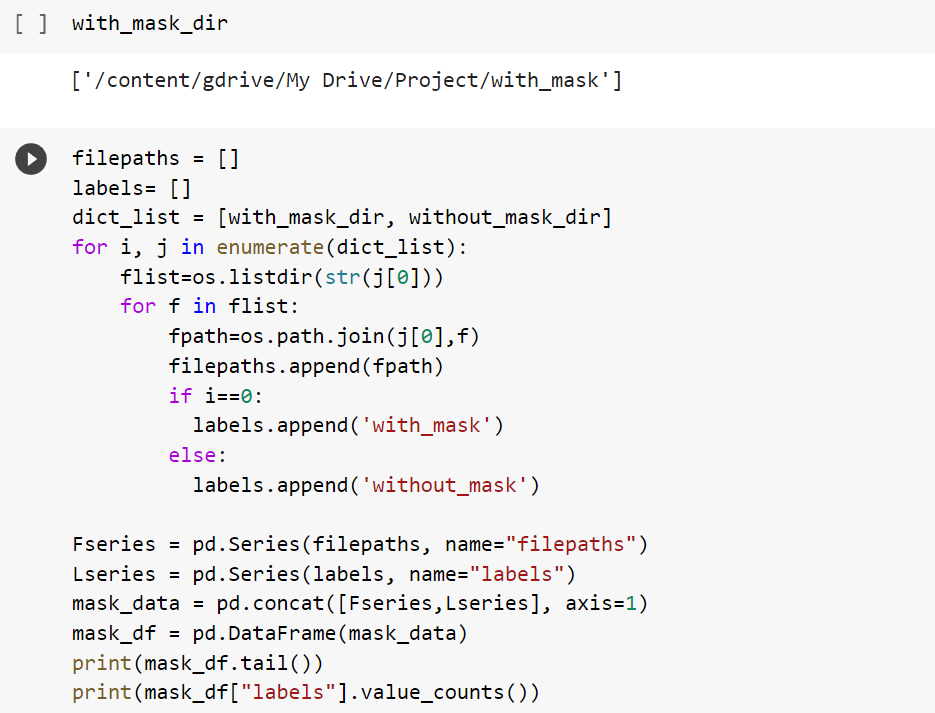 [ ] with_mask_dir
['/content/gdrive/My Drive/Project/with_mask']
filepaths = []
labels= []
dict_list = [with_mask_dir, without_mask_dir]
for i, j in enumerate(dict_list):
    flist=os.listdir(str(j[0]))
    for f in flist:
        fpath=os.path.join(j[0],f)
        filepaths.append(fpath)
        if i==0:
          labels.append('with_mask')
        else:
          labels.append('without_mask')
Fseries = pd.Series(filepaths, name="filepaths")
Lseries = pd.Series(labels, name="labels")
mask_data = pd.concat([Fseries,Lseries], axis=1)
mask_df = pd.DataFrame(mask_data)
print(mask_df.tail())
print(mask_df["labels"].value_counts())